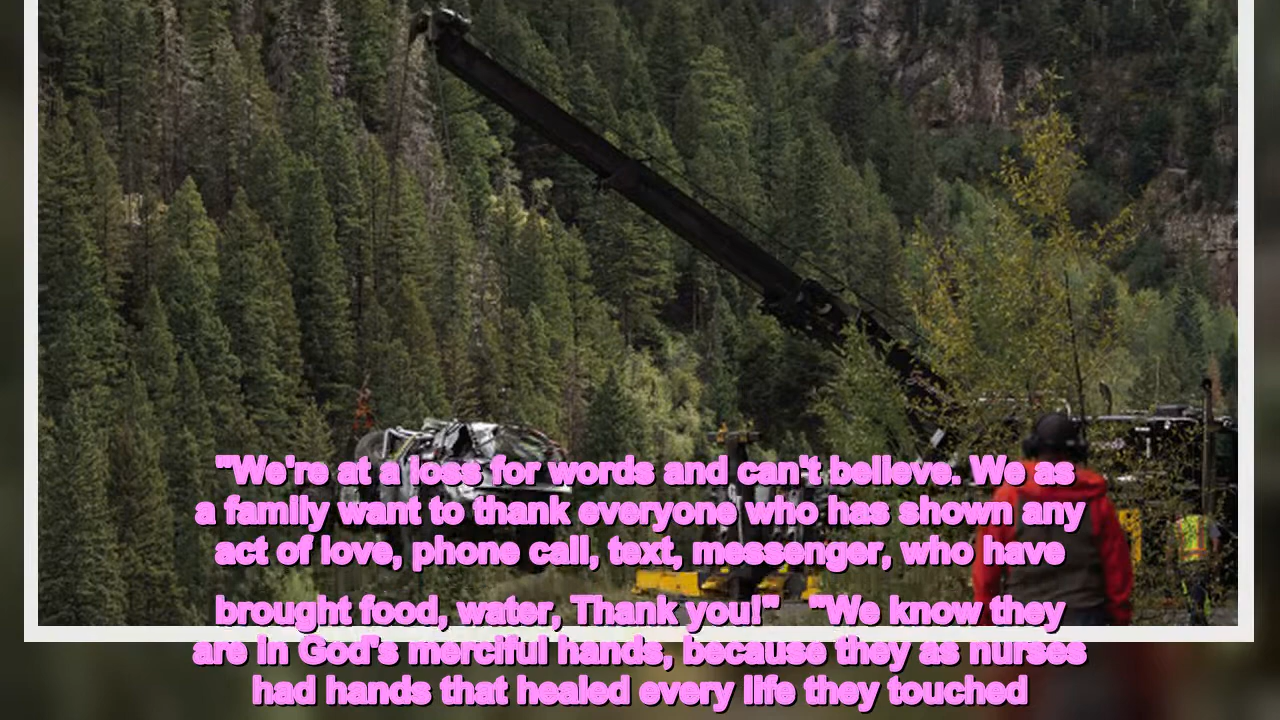 "We're at a loss for words and can't believe. We as
a family want to thank everyone who has shown any
act of love, phone call, text, messenger, who have
brought food, water, Thank you!" "We know they
are in God's merciful hands, because they as nurses
had hands that healed every life they touched